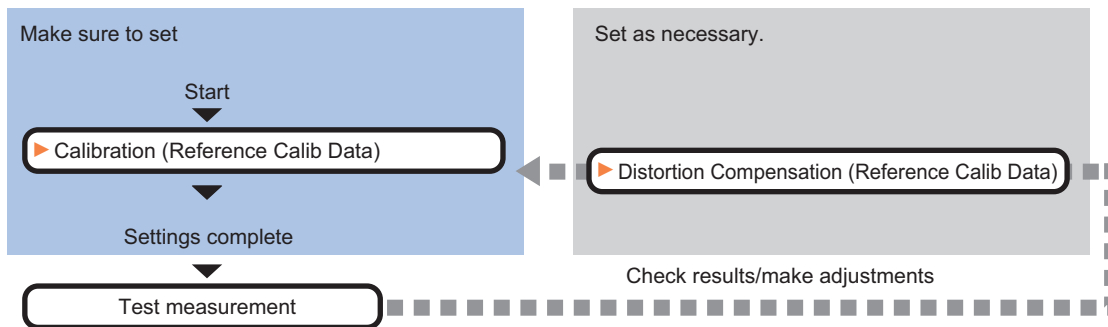 Make sure to set
Start
Calibration (Reference Calib Data)
Settings complete
Test measurement
Set as necessary.
Distortion Compensation (Reference Calib Data)
Check results/make adjustments